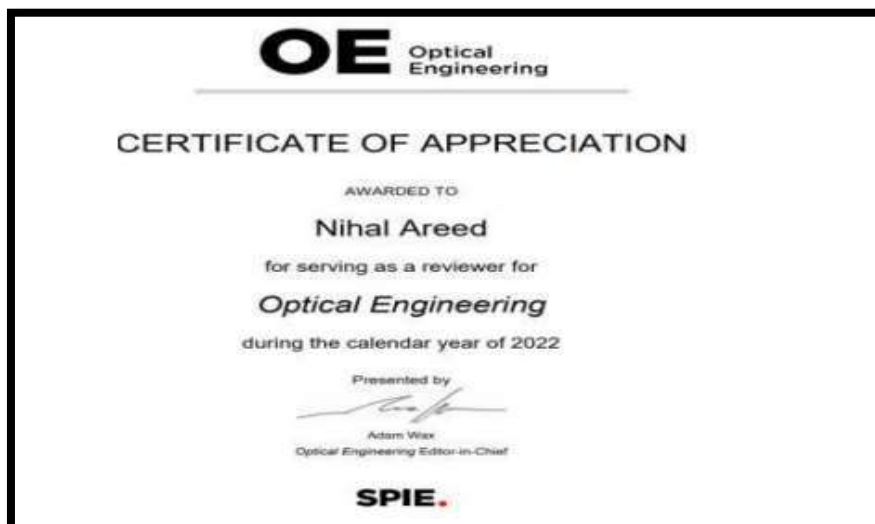 OE Optical
Engineering
CERTIFICATE OF APPRECIATION
AWARDED TO
Nihal Areed
for serving as a reviewer for
Optical Engineering
during the calendar year of 2022
Presented by
Adam Wax
Optical Engineering Editor-in-Chief
SPIE.